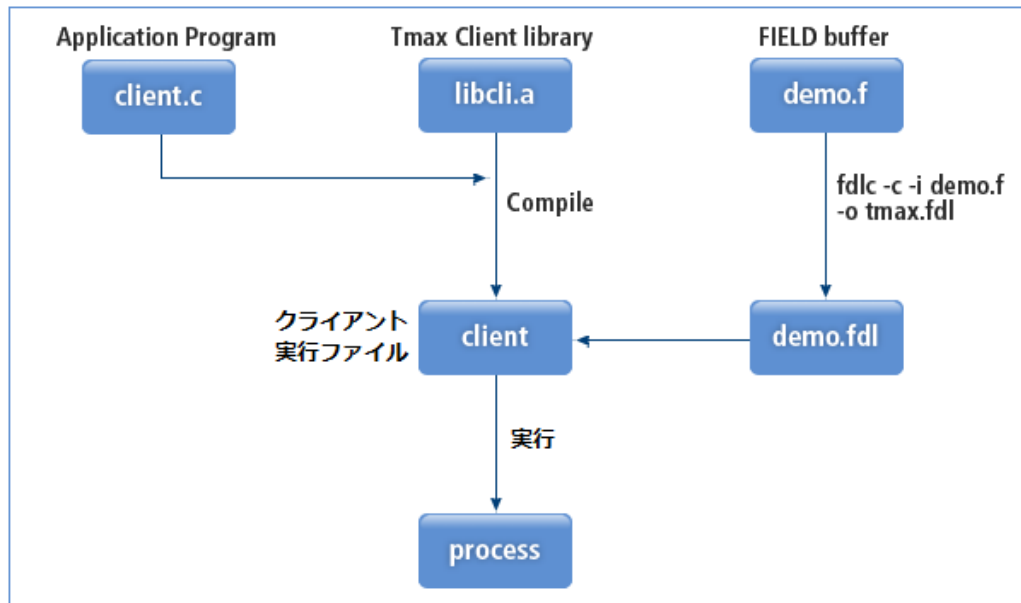 Application Program
Tmax Client library
FIELD buffer
client.c
libcli.a
demo.f
fdlc -c -i demo.f
-o tmax.fdl
Compile
クライアント
実行ファイル
client
demo.fdl
実行
process